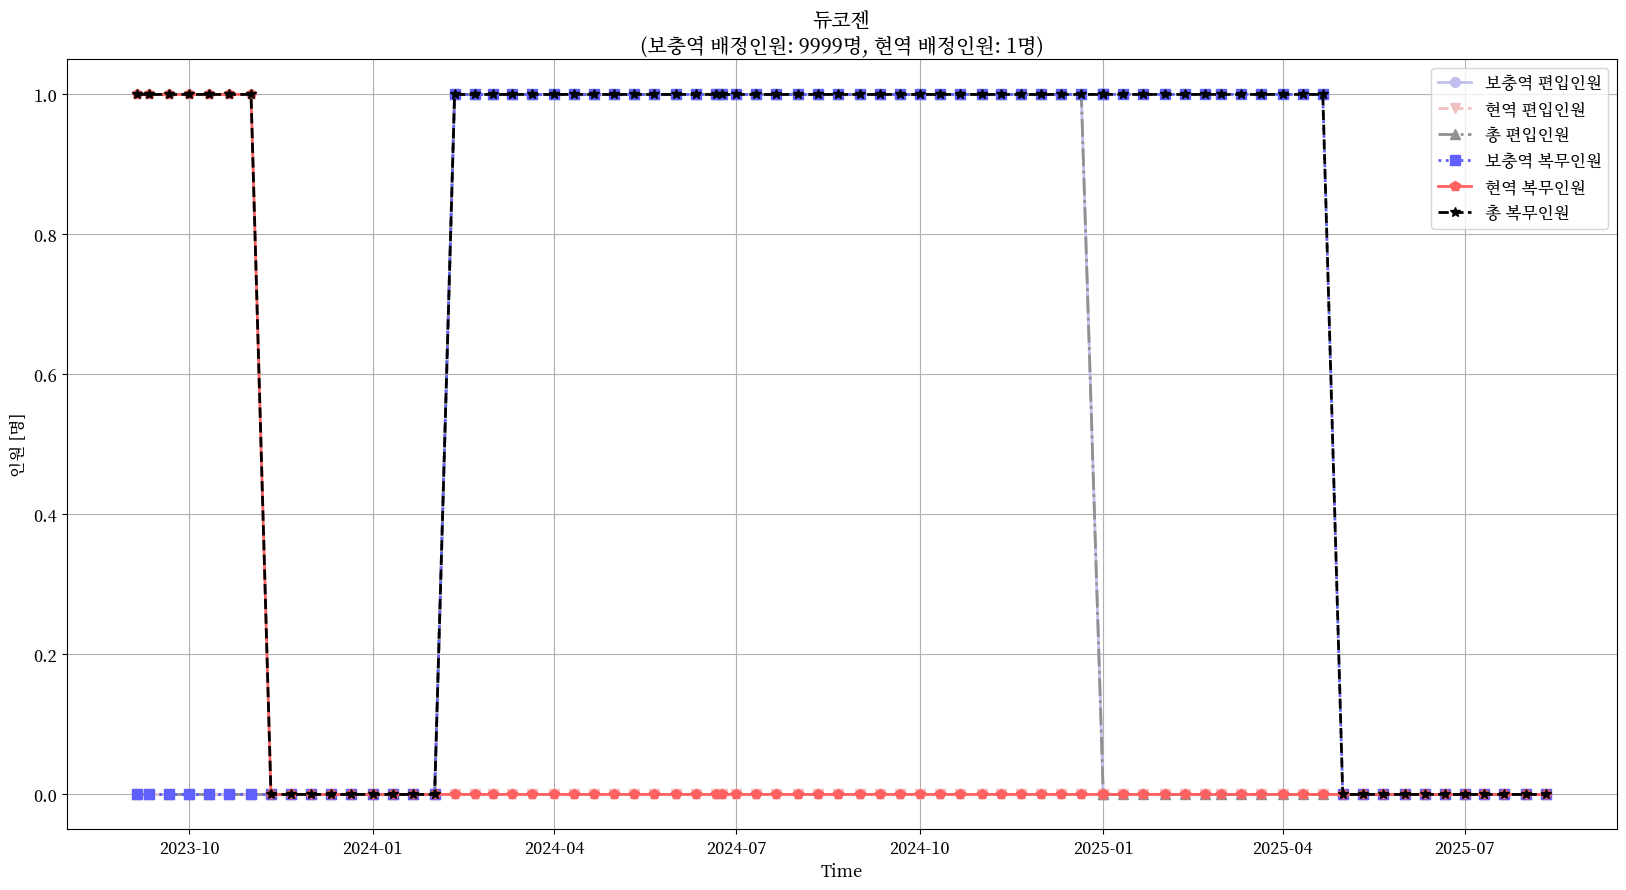 듀코젠
(보충역 배정인원: 9999명, 현역 배정인원: 1명)
보충역 편입인원
현역 편입인원
총 편입인원
보충역 복무인원
현역 복무인원
총 복무인원
인원 [명]
1.0
0.8
0.6
0.4
0.2
0.0
2023-10
2024-01
2024-04
2024-07
2024-10
2025-01
2025-04
2025-07
Time